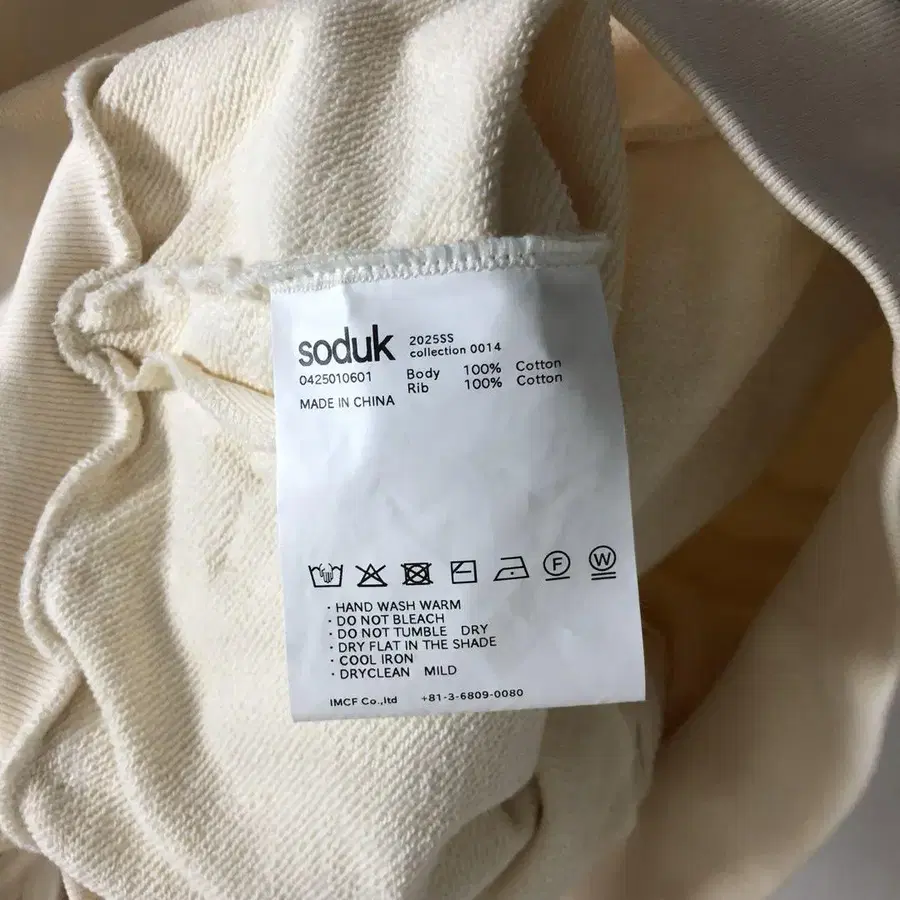 soduk
2025SS
collection 0014
0425010601
Body 100% Cotton
Rib 100% Cotton
MADE IN CHINA
F W
· HAND WASH WARM
· DO NOT BLEACH
· DO NOT TUMBLE DRY
· DRY FLAT IN THE SHADE
· COOL IRON
· DRYCLEAN MILD
IMCF Co.,ltd +81-3-6809-0080